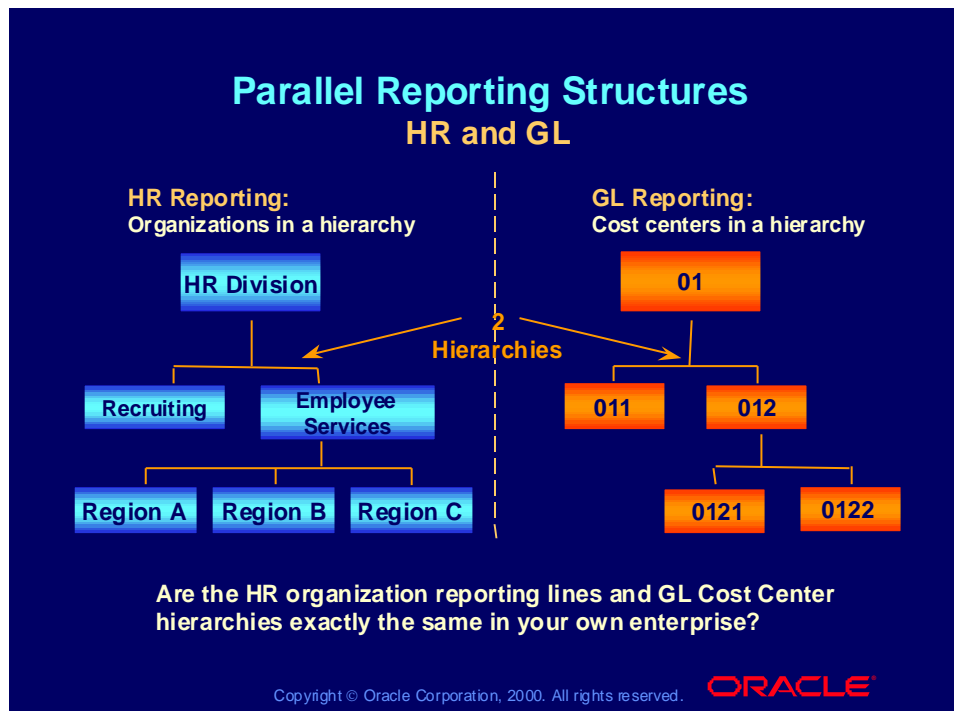 Parallel Reporting Structures
HR and GL
HR Reporting:
Organizations in a hierarchy
GL Reporting:
Cost centers in a hierarchy
HR Division
01
2
Hierarchies
Recruiting
Employee
Services
011
012
Region A
Region B
Region C
0121
0122
Are the HR organization reporting lines and GL Cost Center
hierarchies exactly the same in your own enterprise?
Copyright © Oracle Corporation, 2000. All rights reserved.
ORACLE®